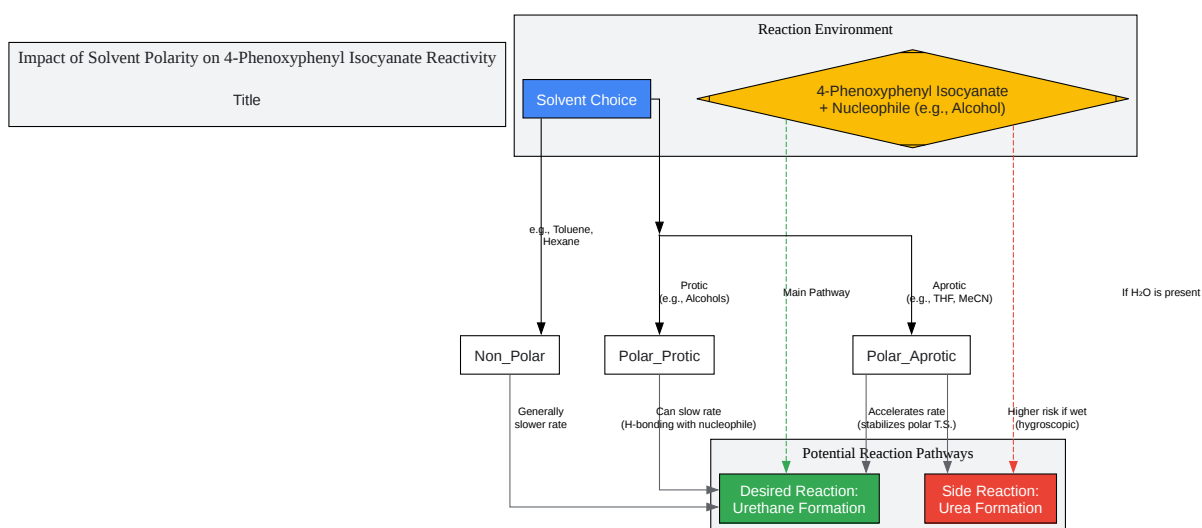 Reaction Environment
Impact of Solvent Polarity on 4-Phenoxyphenyl Isocyanate Reactivity
Title
Solvent Choice
4-Phenoxyphenyl Isocyanate
+ Nucleophile (e.g., Alcohol)
e.g., Toluene,
Hexane
Protic
(e.g., Alcohols)
Main Pathway
Aprotic
(e.g., THF, MeCN)
If H₂O is present
Non_Polar
Polar_Protic
Polar_Aprotic
Generally
slower rate
Can slow rate
(H-bonding with nucleophile)
Accelerates rate
(stabilizes polar T.S.)
Higher risk if wet
(hygroscopic)
Potential Reaction Pathways
Desired Reaction:
Urethane Formation
Side Reaction:
Urea Formation